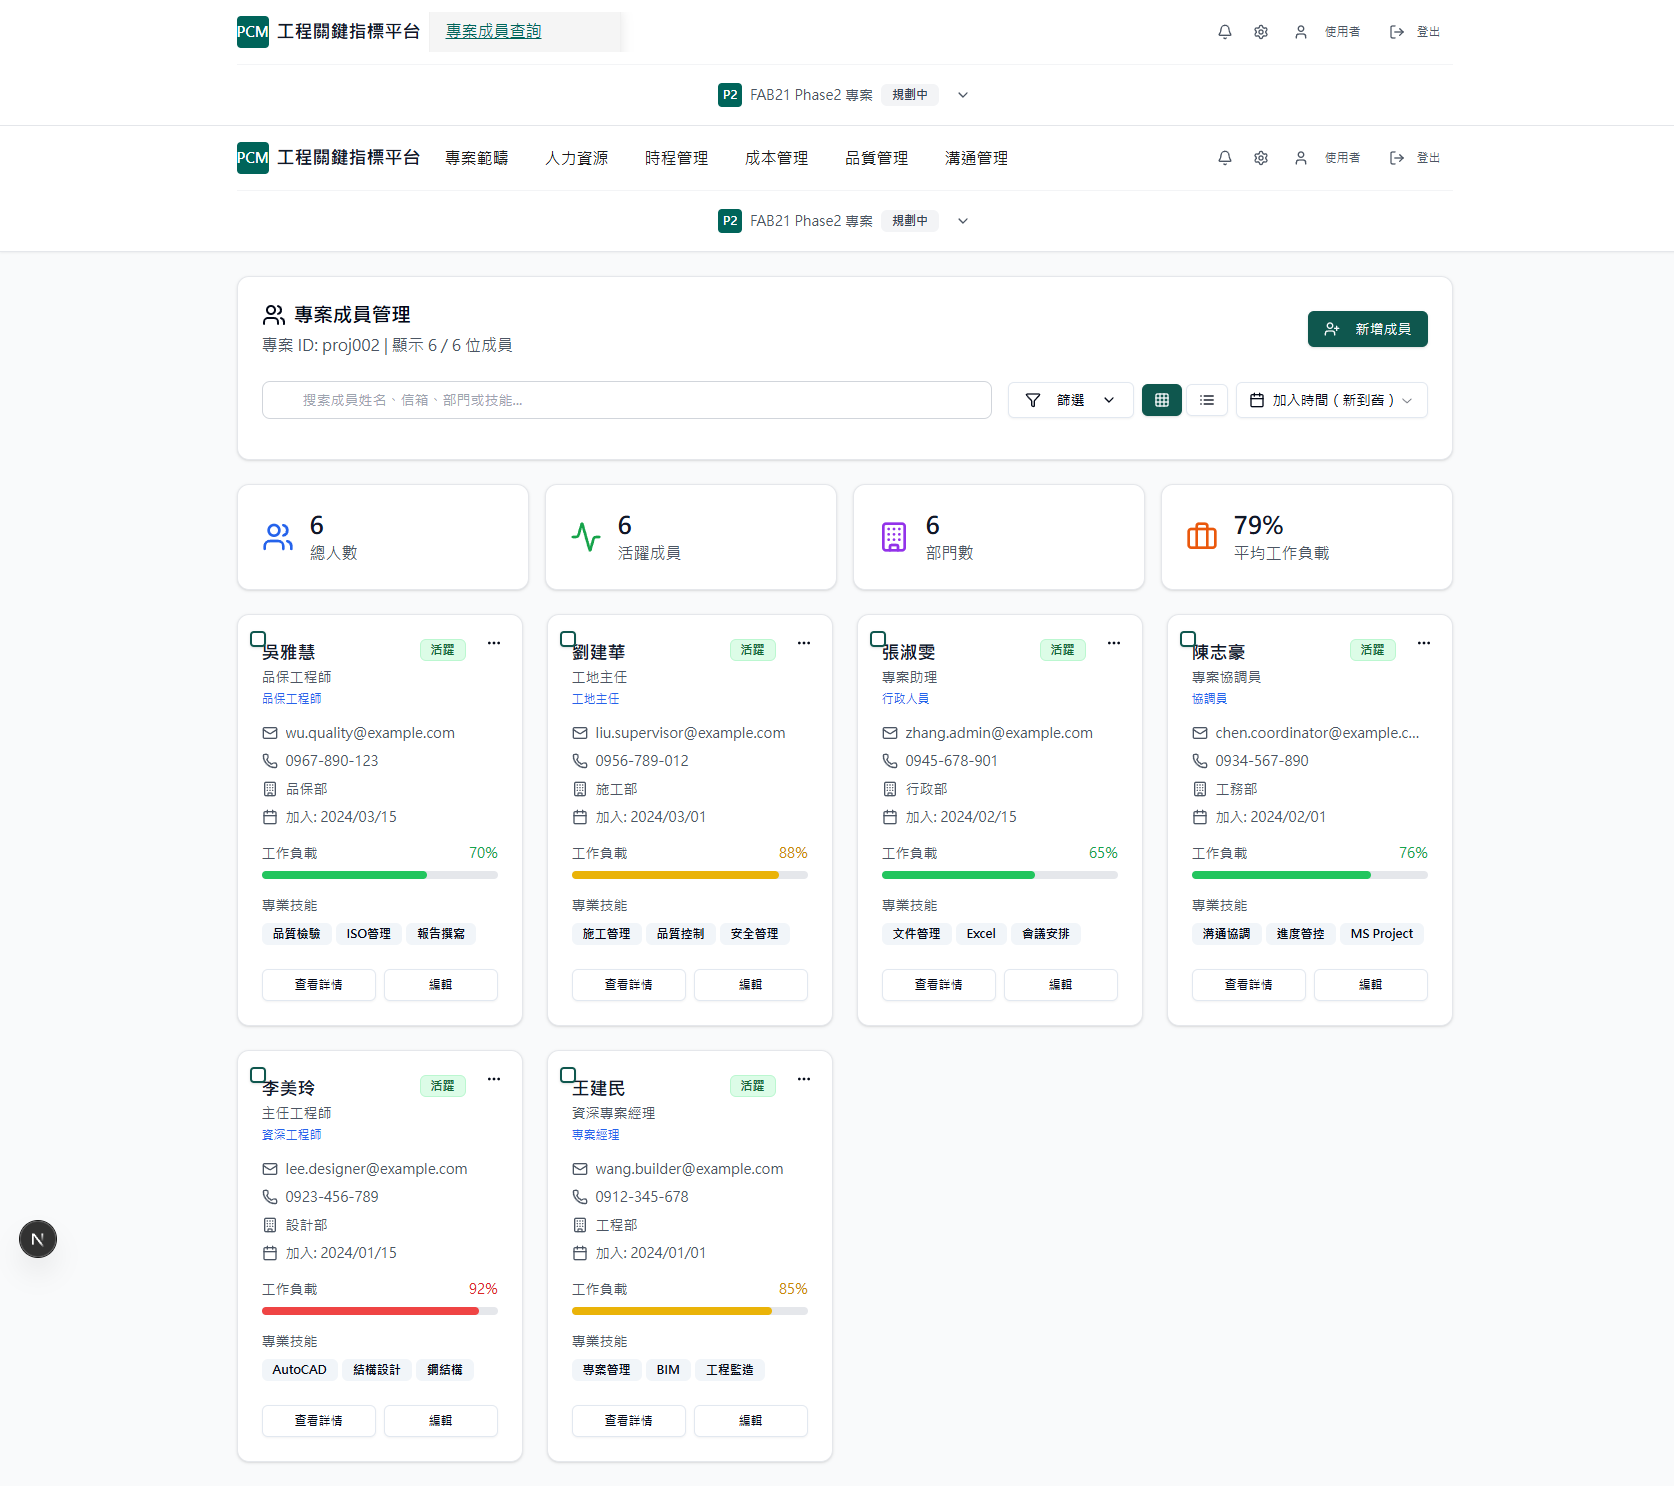 PCM 工程關鍵指標平台 專案成員查詢 使用者 登出
P2 FAB21 Phase2 專案 規劃中
PCM 工程關鍵指標平台 專案範疇 人力資源 時程管理 成本管理 品質管理 溝通管理 使用者 登出
P2 FAB21 Phase2 專案 規劃中
專案成員管理
專案 ID: proj002 | 顯示 6 / 6 位成員
新增成員
搜索成員姓名、信箱、部門或技能... 篩選 加入時間 ( 新到舊 )
6 總人數
6 活躍成員
6 部門數
79% 平均工作負載
吳雅慧 活躍
品保工程師
品保工程師
wu.quality@example.com
0967-890-123
品保部
加入: 2024/03/15
工作負載 70%
專業技能
品質檢驗 ISO管理 報告撰寫
查看詳情 編輯
劉建華 活躍
工地主任
工地主任
liu.supervisor@example.com
0956-789-012
施工部
加入: 2024/03/01
工作負載 88%
專業技能
施工管理 品質控制 安全管理
查看詳情 編輯
張淑雯 活躍
專案助理
行政人員
zhang.admin@example.com
0945-678-901
行政部
加入: 2024/02/15
工作負載 65%
專業技能
文件管理 Excel 會議安排
查看詳情 編輯
陳志豪 活躍
專案協調員
協調員
chen.coordinator@example.c...
0934-567-890
工務部
加入: 2024/02/01
工作負載 76%
專業技能
溝通協調 進度管控 MS Project
查看詳情 編輯
李美玲 活躍
主任工程師
資深工程師
lee.designer@example.com
0923-456-789
設計部
加入: 2024/01/15
工作負載 92%
專業技能
AutoCAD 結構設計 鋼結構
查看詳情 編輯
王建民 活躍
資深專案經理
專案經理
wang.builder@example.com
0912-345-678
工程部
加入: 2024/01/01
工作負載 85%
專業技能
專案管理 BIM 工程監造
查看詳情 編輯
N